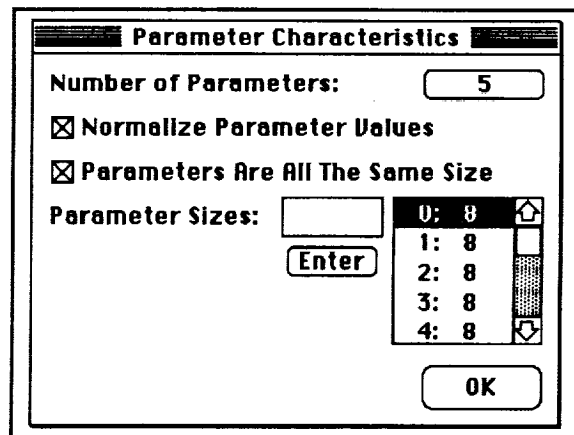 Parameter Characteristics
Number of Parameters: 5
Normalize Parameter Values
Parameters Are All The Same Size
Parameter Sizes:
Enter
0: 8
1: 8
2: 8
3: 8
4: 8
OK